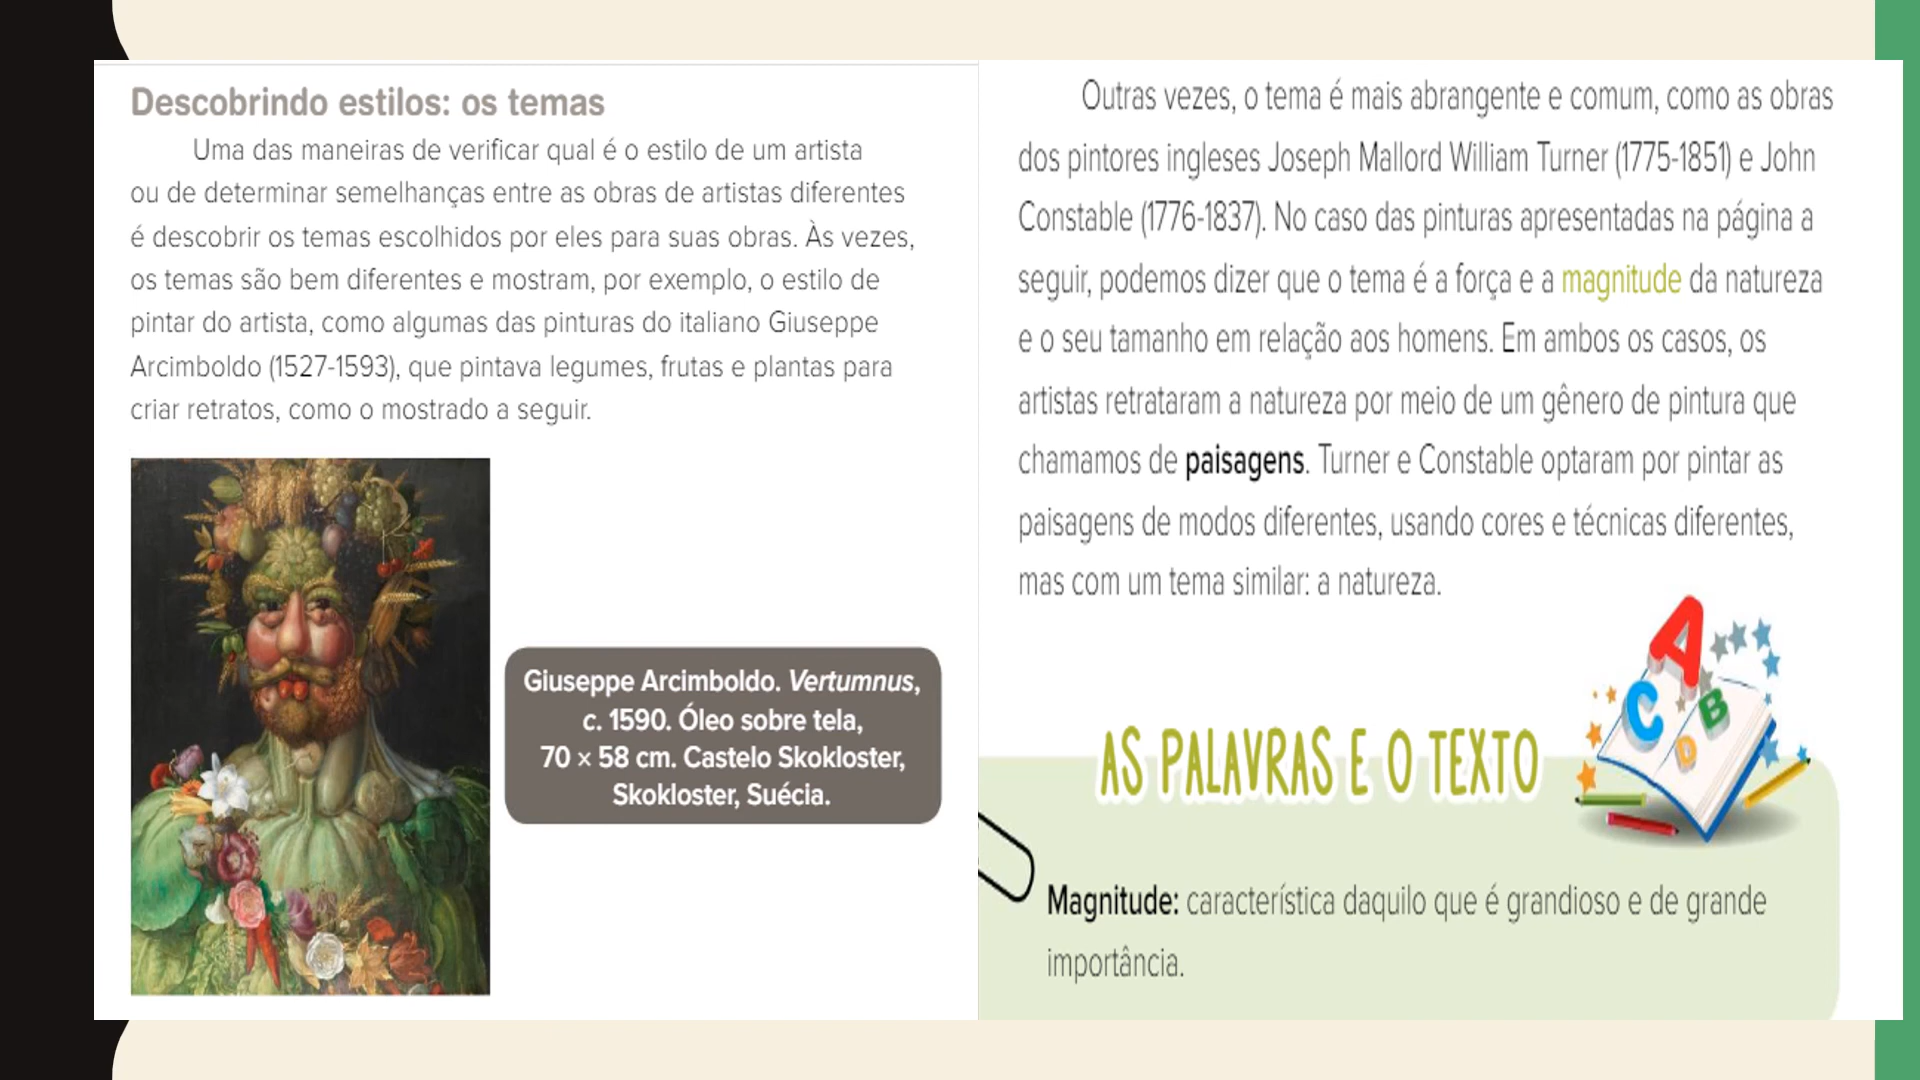 Descobrindo estilos: os temas
Uma das maneiras de verificar qual é o estilo de um artista
ou de determinar semelhanças entre as obras de artistas diferentes
é descobrir os temas escolhidos por eles para suas obras. Às vezes,
os temas são bem diferentes e mostram, por exemplo, o estilo de
pintar do artista, como algumas das pinturas do italiano Giuseppe
Arcimboldo (1527-1593), que pintava legumes, frutas e plantas para
criar retratos, como o mostrado a seguir.
Giuseppe Arcimboldo. Vertumnus,
c. 1590. Óleo sobre tela,
70 × 58 cm. Castelo Skokloster,
Skokloster, Suécia.
Outras vezes, o tema é mais abrangente e comum, como as obras
dos pintores ingleses Joseph Mallord William Turner (1775-1851) e John
Constable (1776-1837). No caso das pinturas apresentadas na página a
seguir, podemos dizer que o tema é a força e a magnitude da natureza
e o seu tamanho em relação aos homens. Em ambos os casos, os
artistas retrataram a natureza por meio de um gênero de pintura que
chamamos de paisagens. Turner e Constable optaram por pintar as
paisagens de modos diferentes, usando cores e técnicas diferentes,
mas com um tema similar: a natureza.
A
C
B
D
AS PALAVRAS E O TEXTO
Magnitude: característica daquilo que é grandioso e de grande
importância.